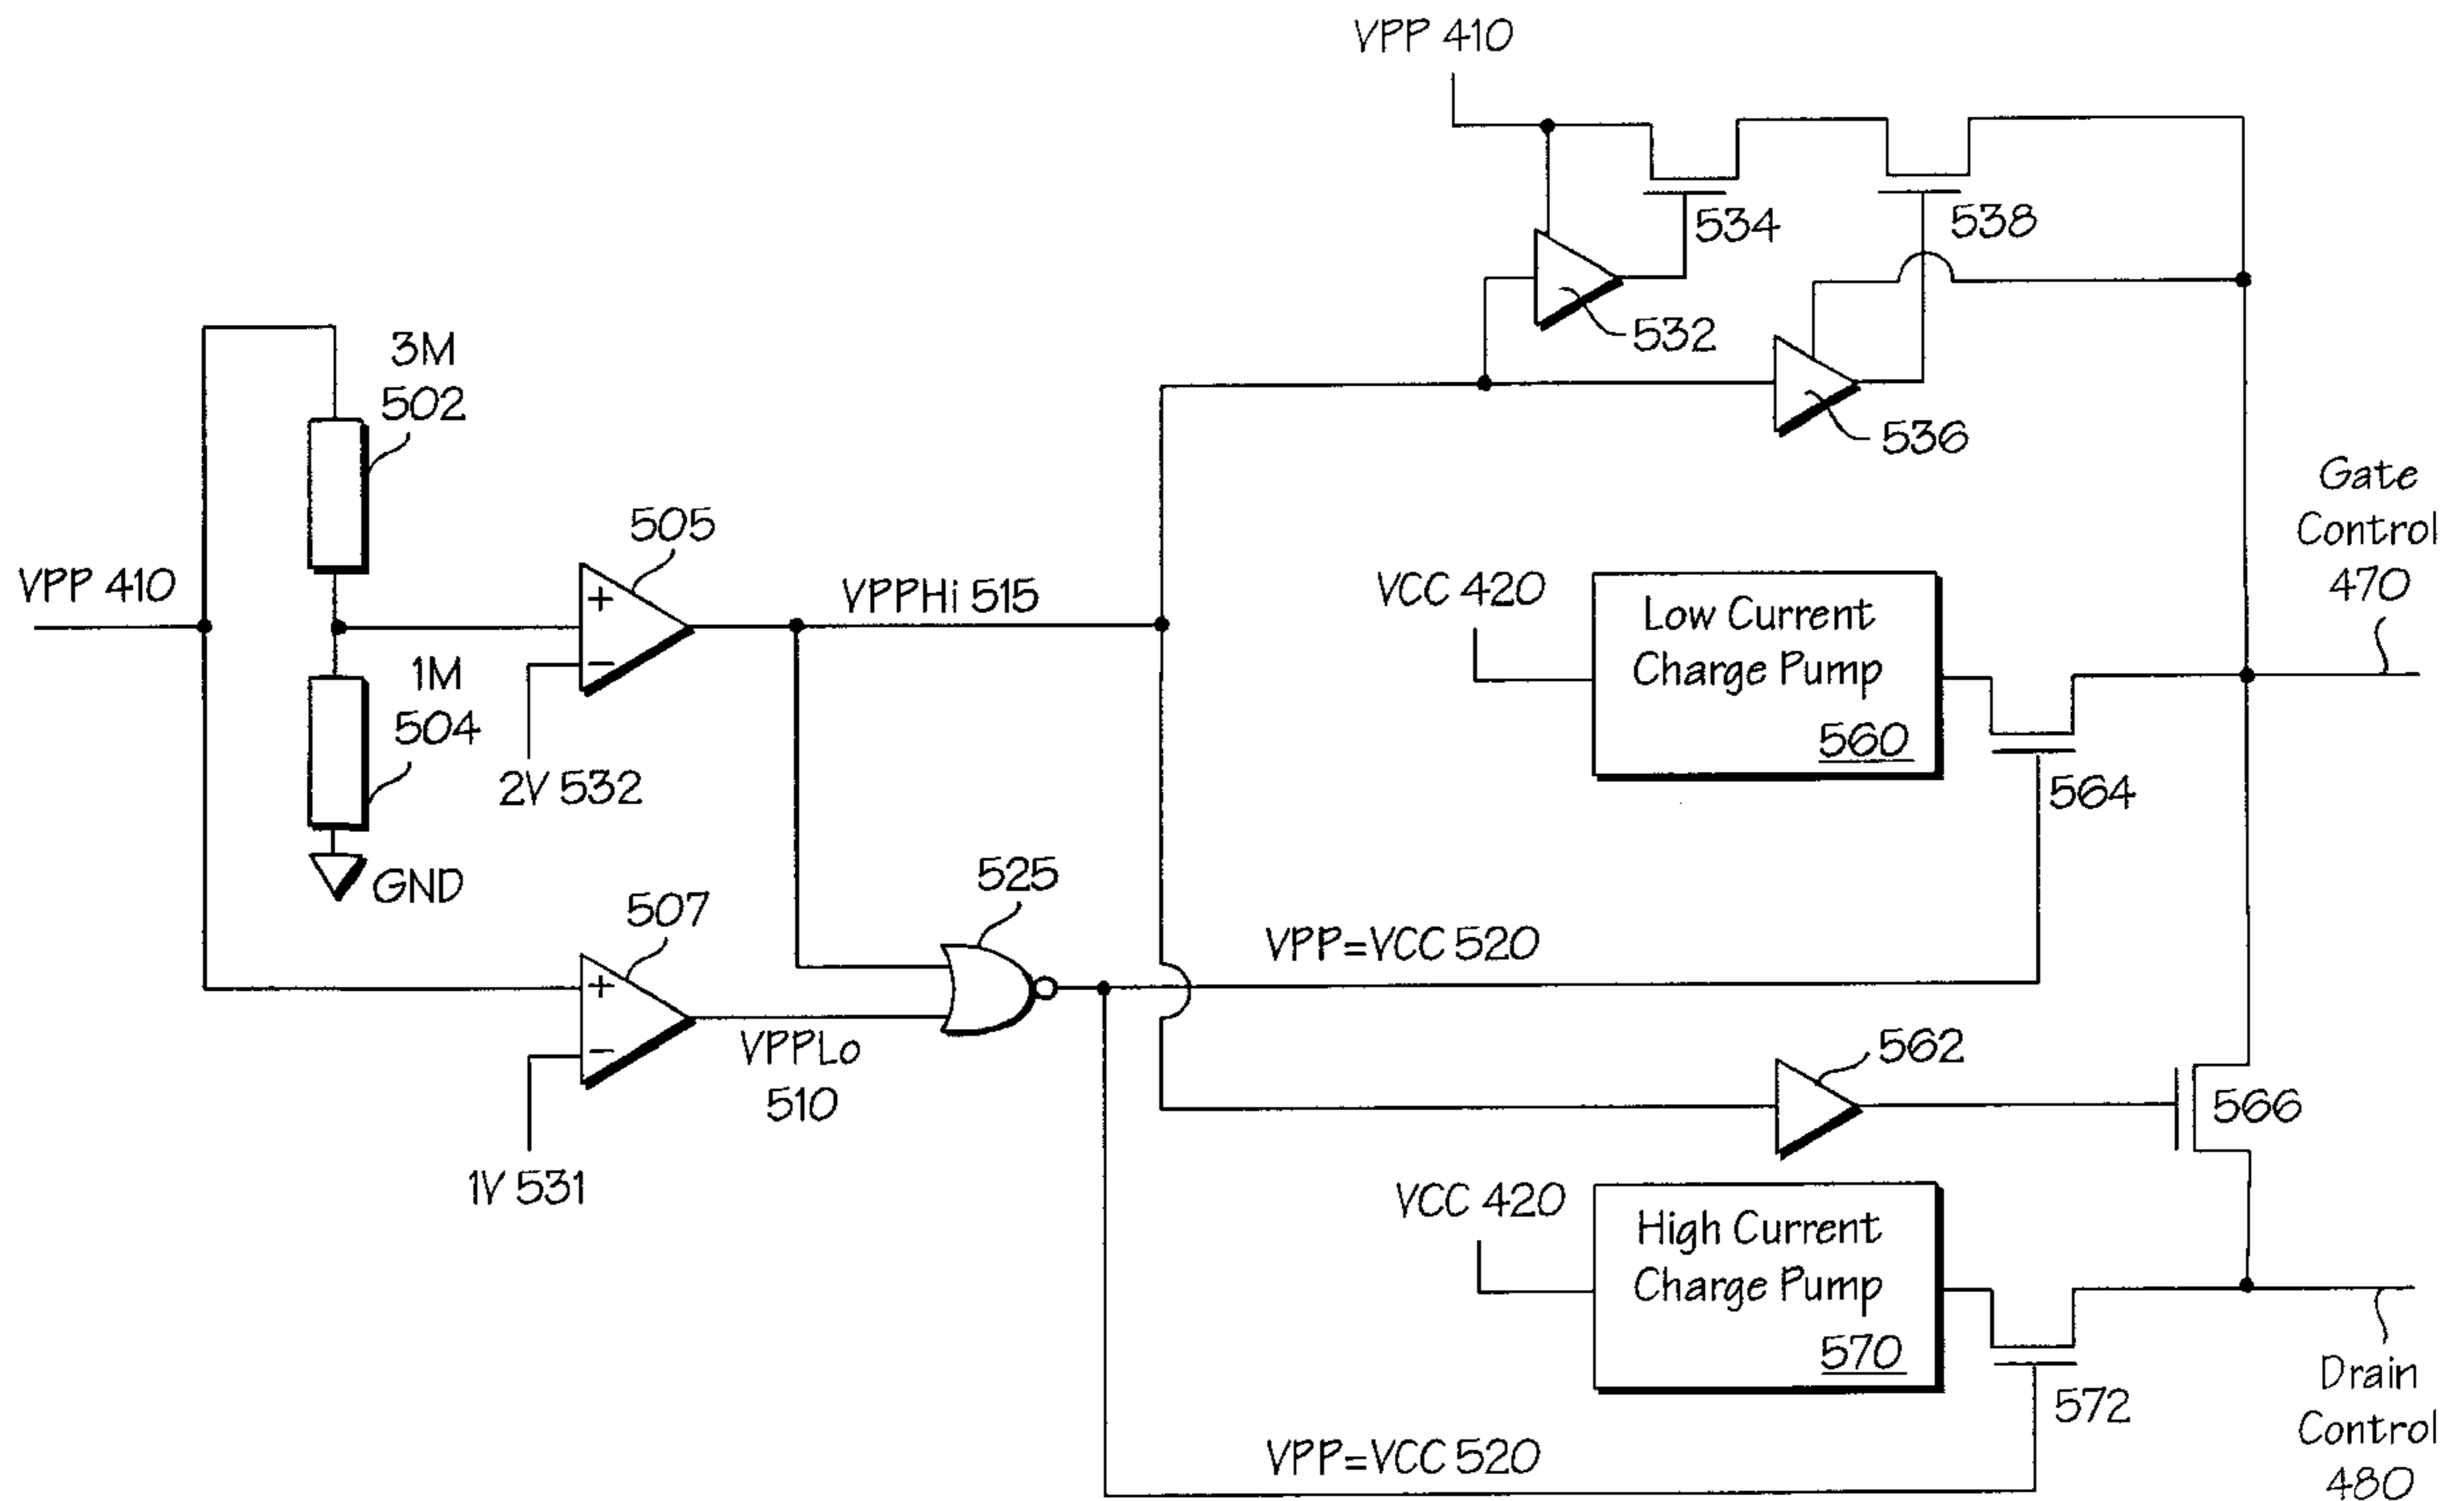 VPP 410
534
538
532
536
3M
502
VPP 410
505
+
−
VPPHi 515
1M
504
2V 532
GND
Gate
Control
470
VCC 420
Low Current
Charge Pump
560
564
507
+
−
525
VPP=VCC 520
VPPLo
510
1V 531
562
566
VCC 420
High Current
Charge Pump
570
572
VPP=VCC 520
Drain
Control
480